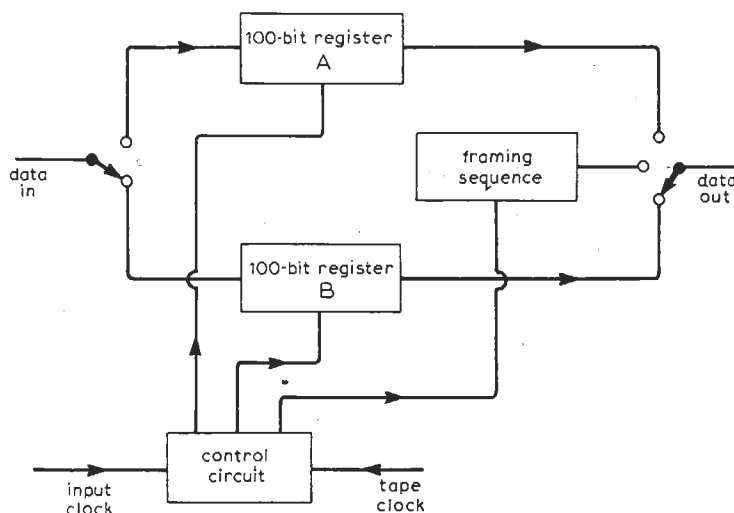 100-bit register
A
framing
sequence
data
in
data
out
100-bit register
B
control
circuit
input
clock
tape
clock